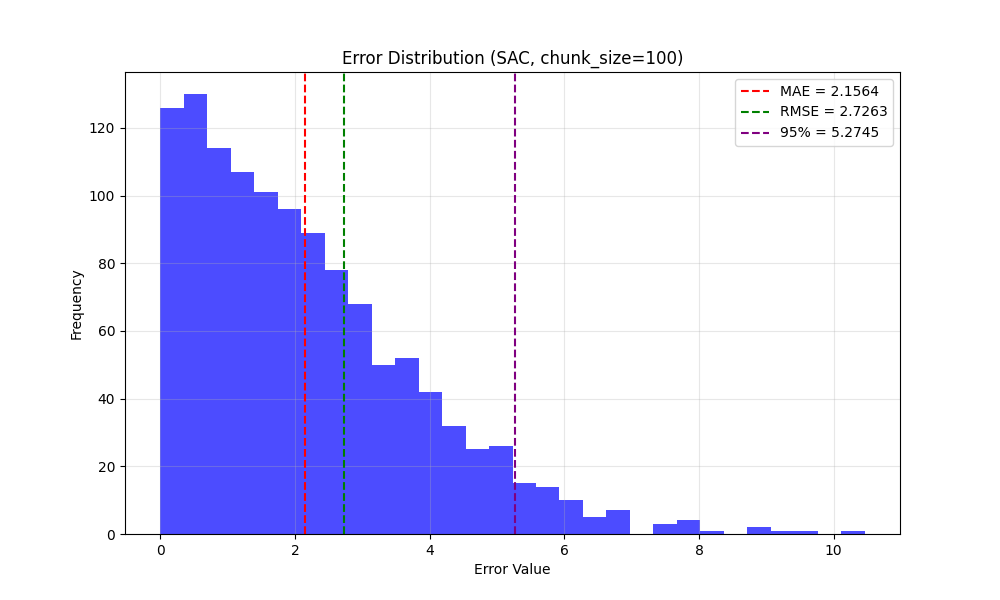 Error Distribution (SAC, chunk_size=100)
MAE = 2.1564
RMSE = 2.7263
95% = 5.2745
Frequency
120
100
80
60
40
20
0
0 2 4 6 8 10
Error Value